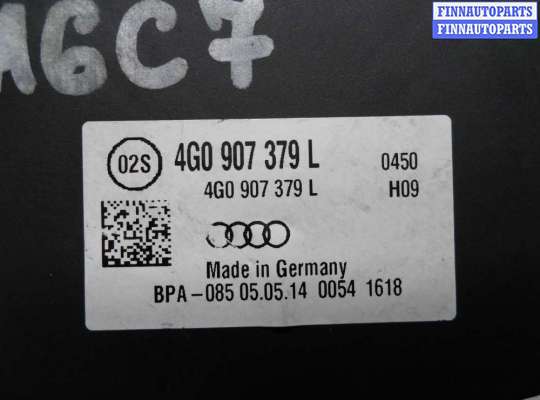 FINNAUTOPARTS
FINNAUTOPARTS
A6C7
02S 4G0 907 379 L 0450
4G0 907 379 L H09
Made in Germany
BPA-085 05.05.14 0054 1618